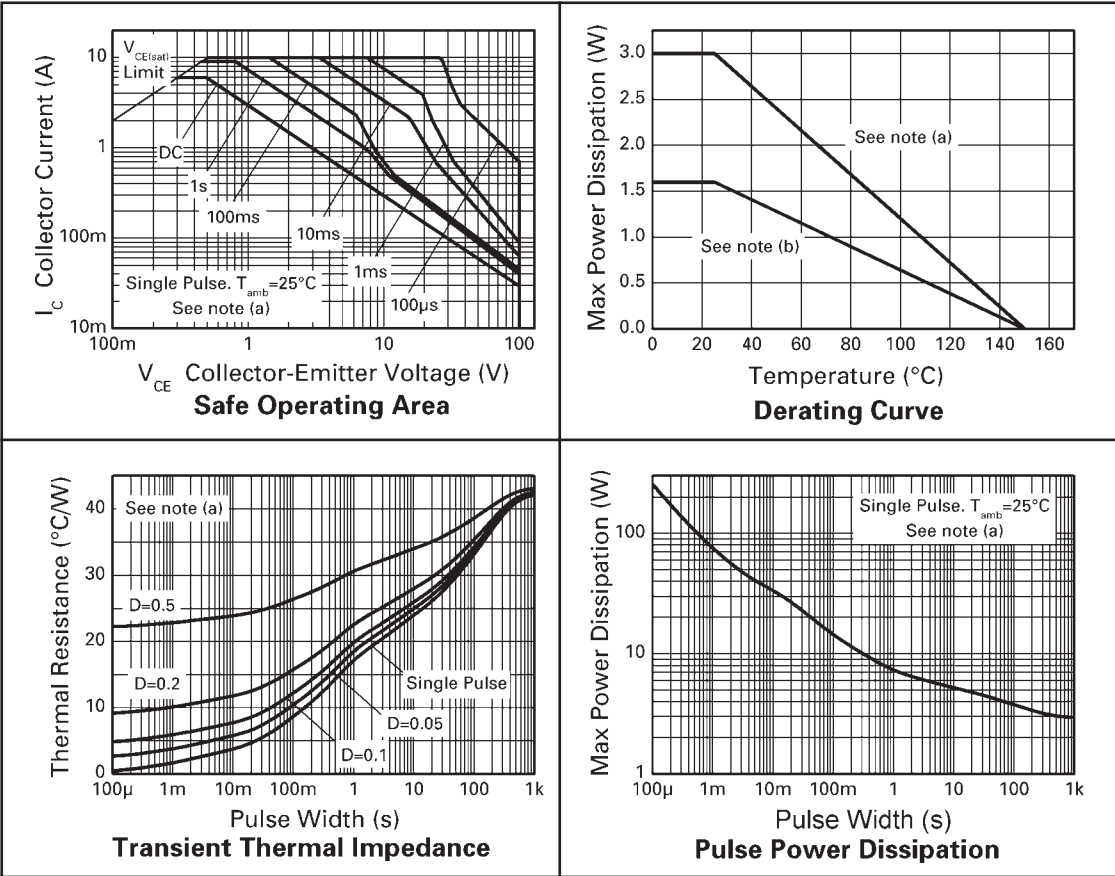 10
1
100m
10m
I_C Collector Current (A)
V_CE(sat)
Limit
DC
1s
100ms
10ms
1ms
100µs
Single Pulse. T_amb=25°C
See note (a)
100m 1 10 100
V_CE Collector-Emitter Voltage (V)
Safe Operating Area
Max Power Dissipation (W)
3.0
2.5
2.0
1.5
1.0
0.5
0.0
See note (a)
See note (b)
0 20 40 60 80 100 120 140 160
Temperature (°C)
Derating Curve
Thermal Resistance (°C/W)
40
30
20
10
0
See note (a)
D=0.5
D=0.2
Single Pulse
D=0.05
D=0.1
100µ 1m 10m 100m 1 10 100 1k
Pulse Width (s)
Transient Thermal Impedance
Max Power Dissipation (W)
100
10
1
Single Pulse. T_amb=25°C
See note (a)
100µ 1m 10m 100m 1 10 100 1k
Pulse Width (s)
Pulse Power Dissipation